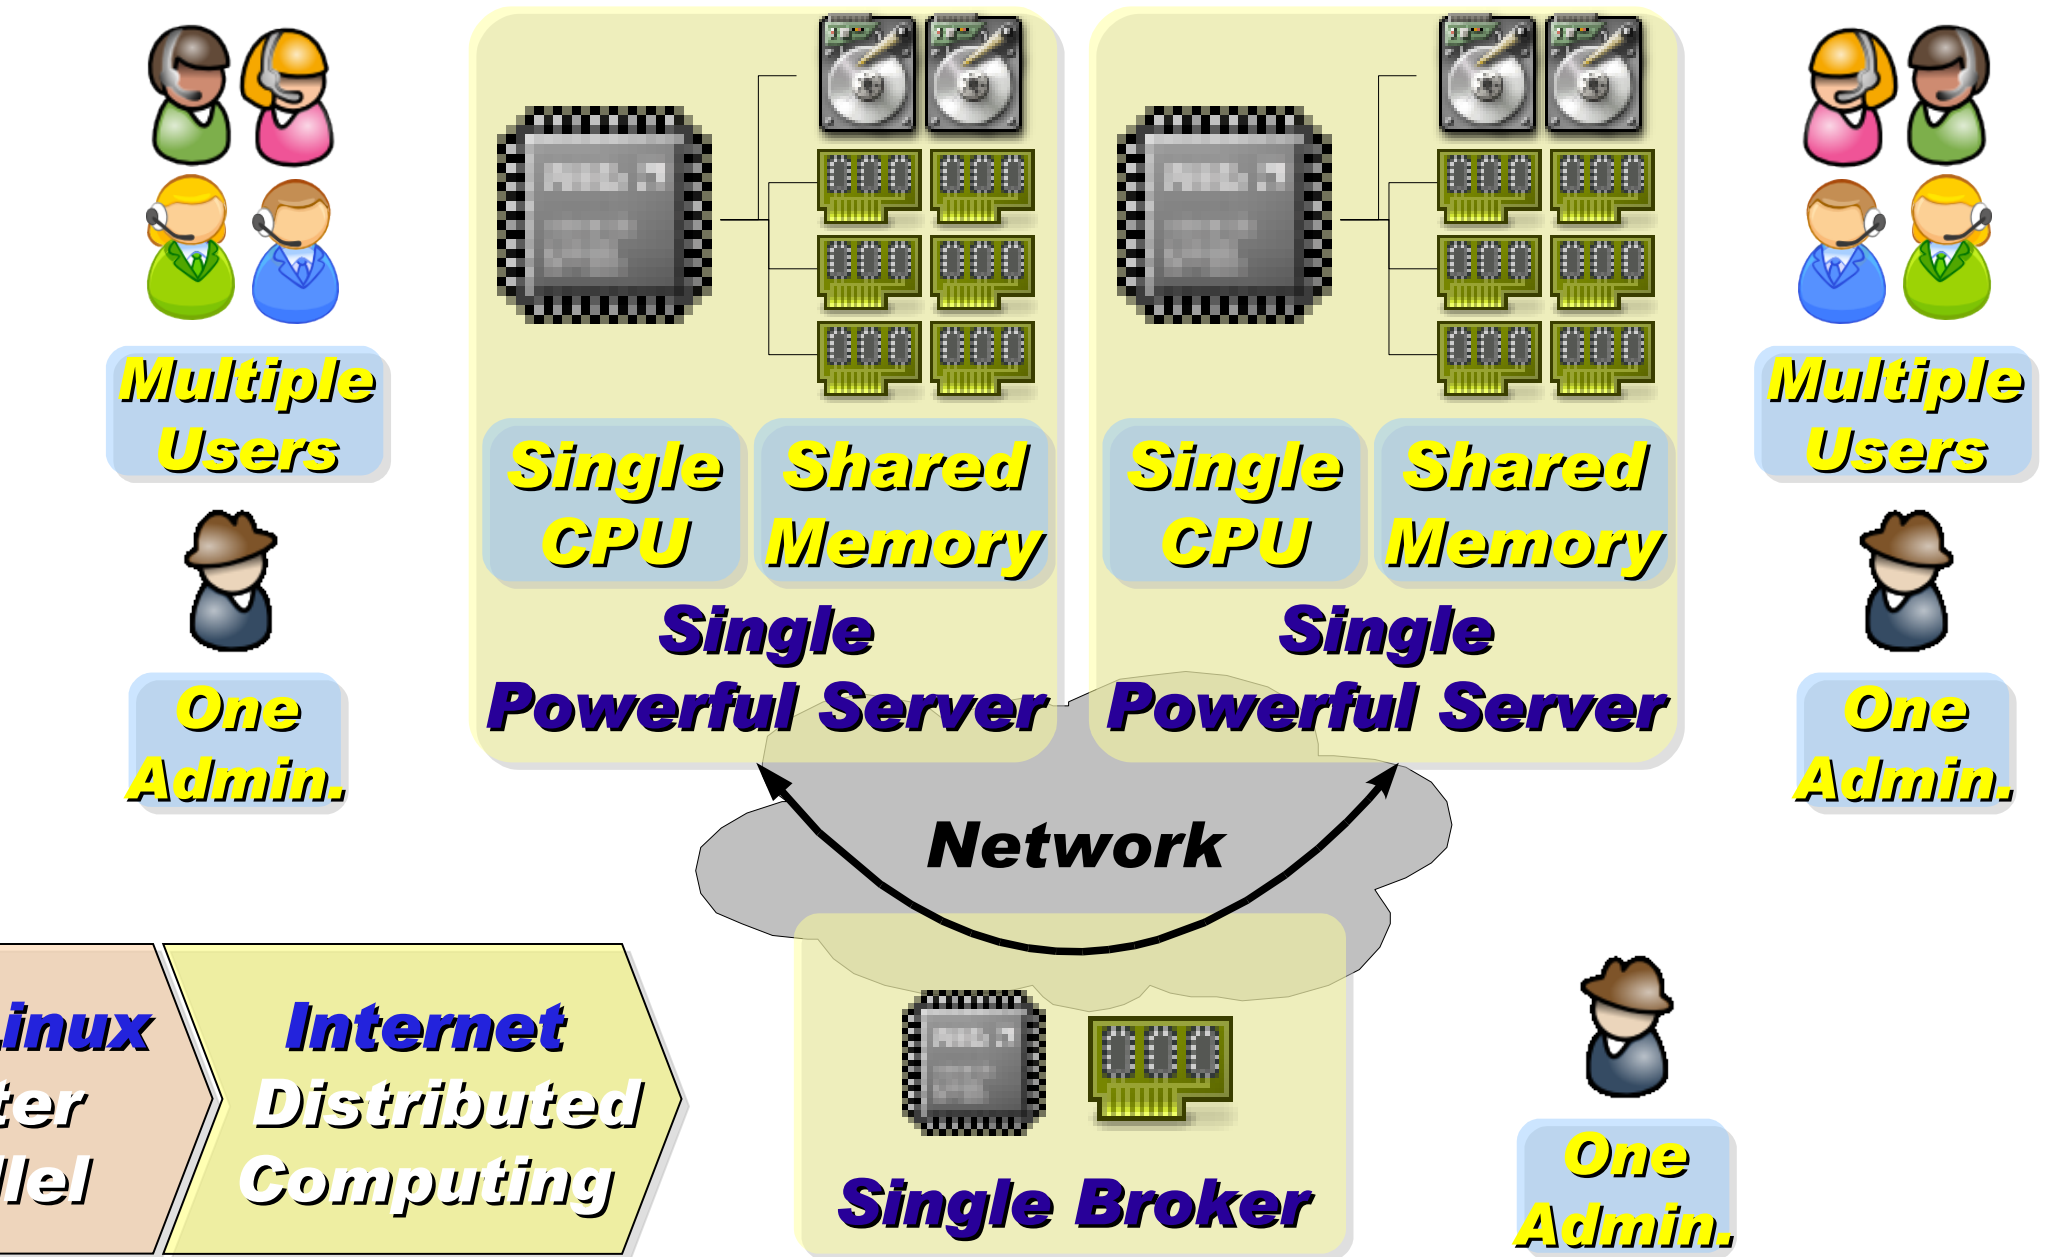 Multiple
Users
One
Admin.
Single
CPU
Shared
Memory
Single
Powerful Server
Single
CPU
Shared
Memory
Single
Powerful Server
Multiple
Users
One
Admin.
Network
Internet
Distributed
Computing
Single Broker
One
Admin.